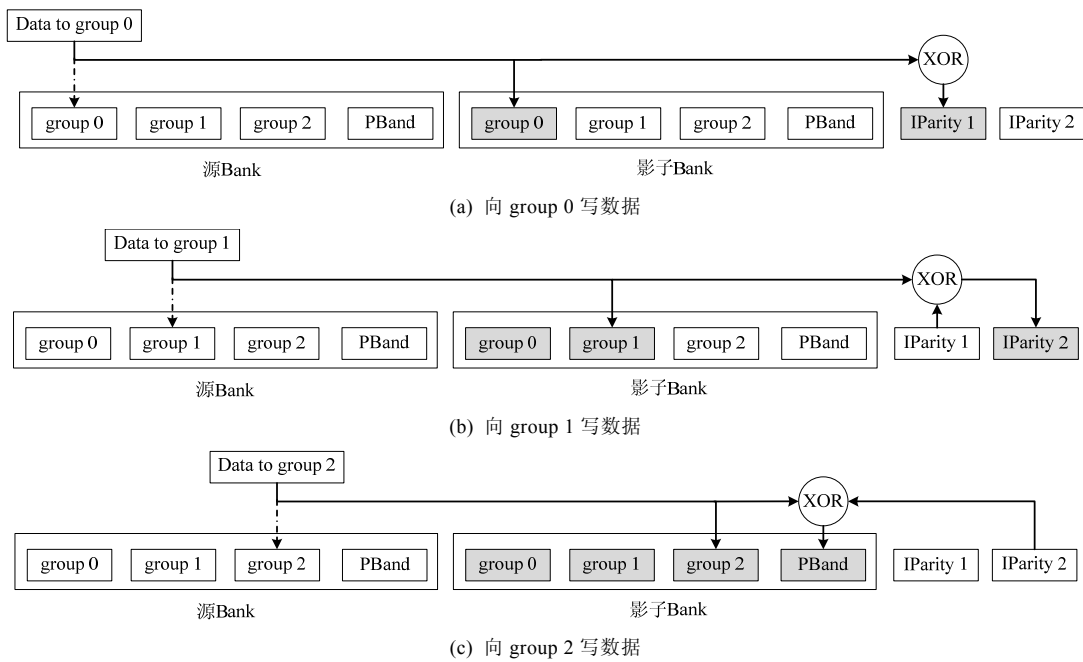 Data to group 0
XOR
group 0 group 1 group 2 PBand group 0 group 1 group 2 PBand IParity 1 IParity 2
源Bank 影子Bank
(a) 向 group 0 写数据
Data to group 1
XOR
group 0 group 1 group 2 PBand group 0 group 1 group 2 PBand IParity 1 IParity 2
源Bank 影子Bank
(b) 向 group 1 写数据
Data to group 2
XOR
group 0 group 1 group 2 PBand group 0 group 1 group 2 PBand IParity 1 IParity 2
源Bank 影子Bank
(c) 向 group 2 写数据